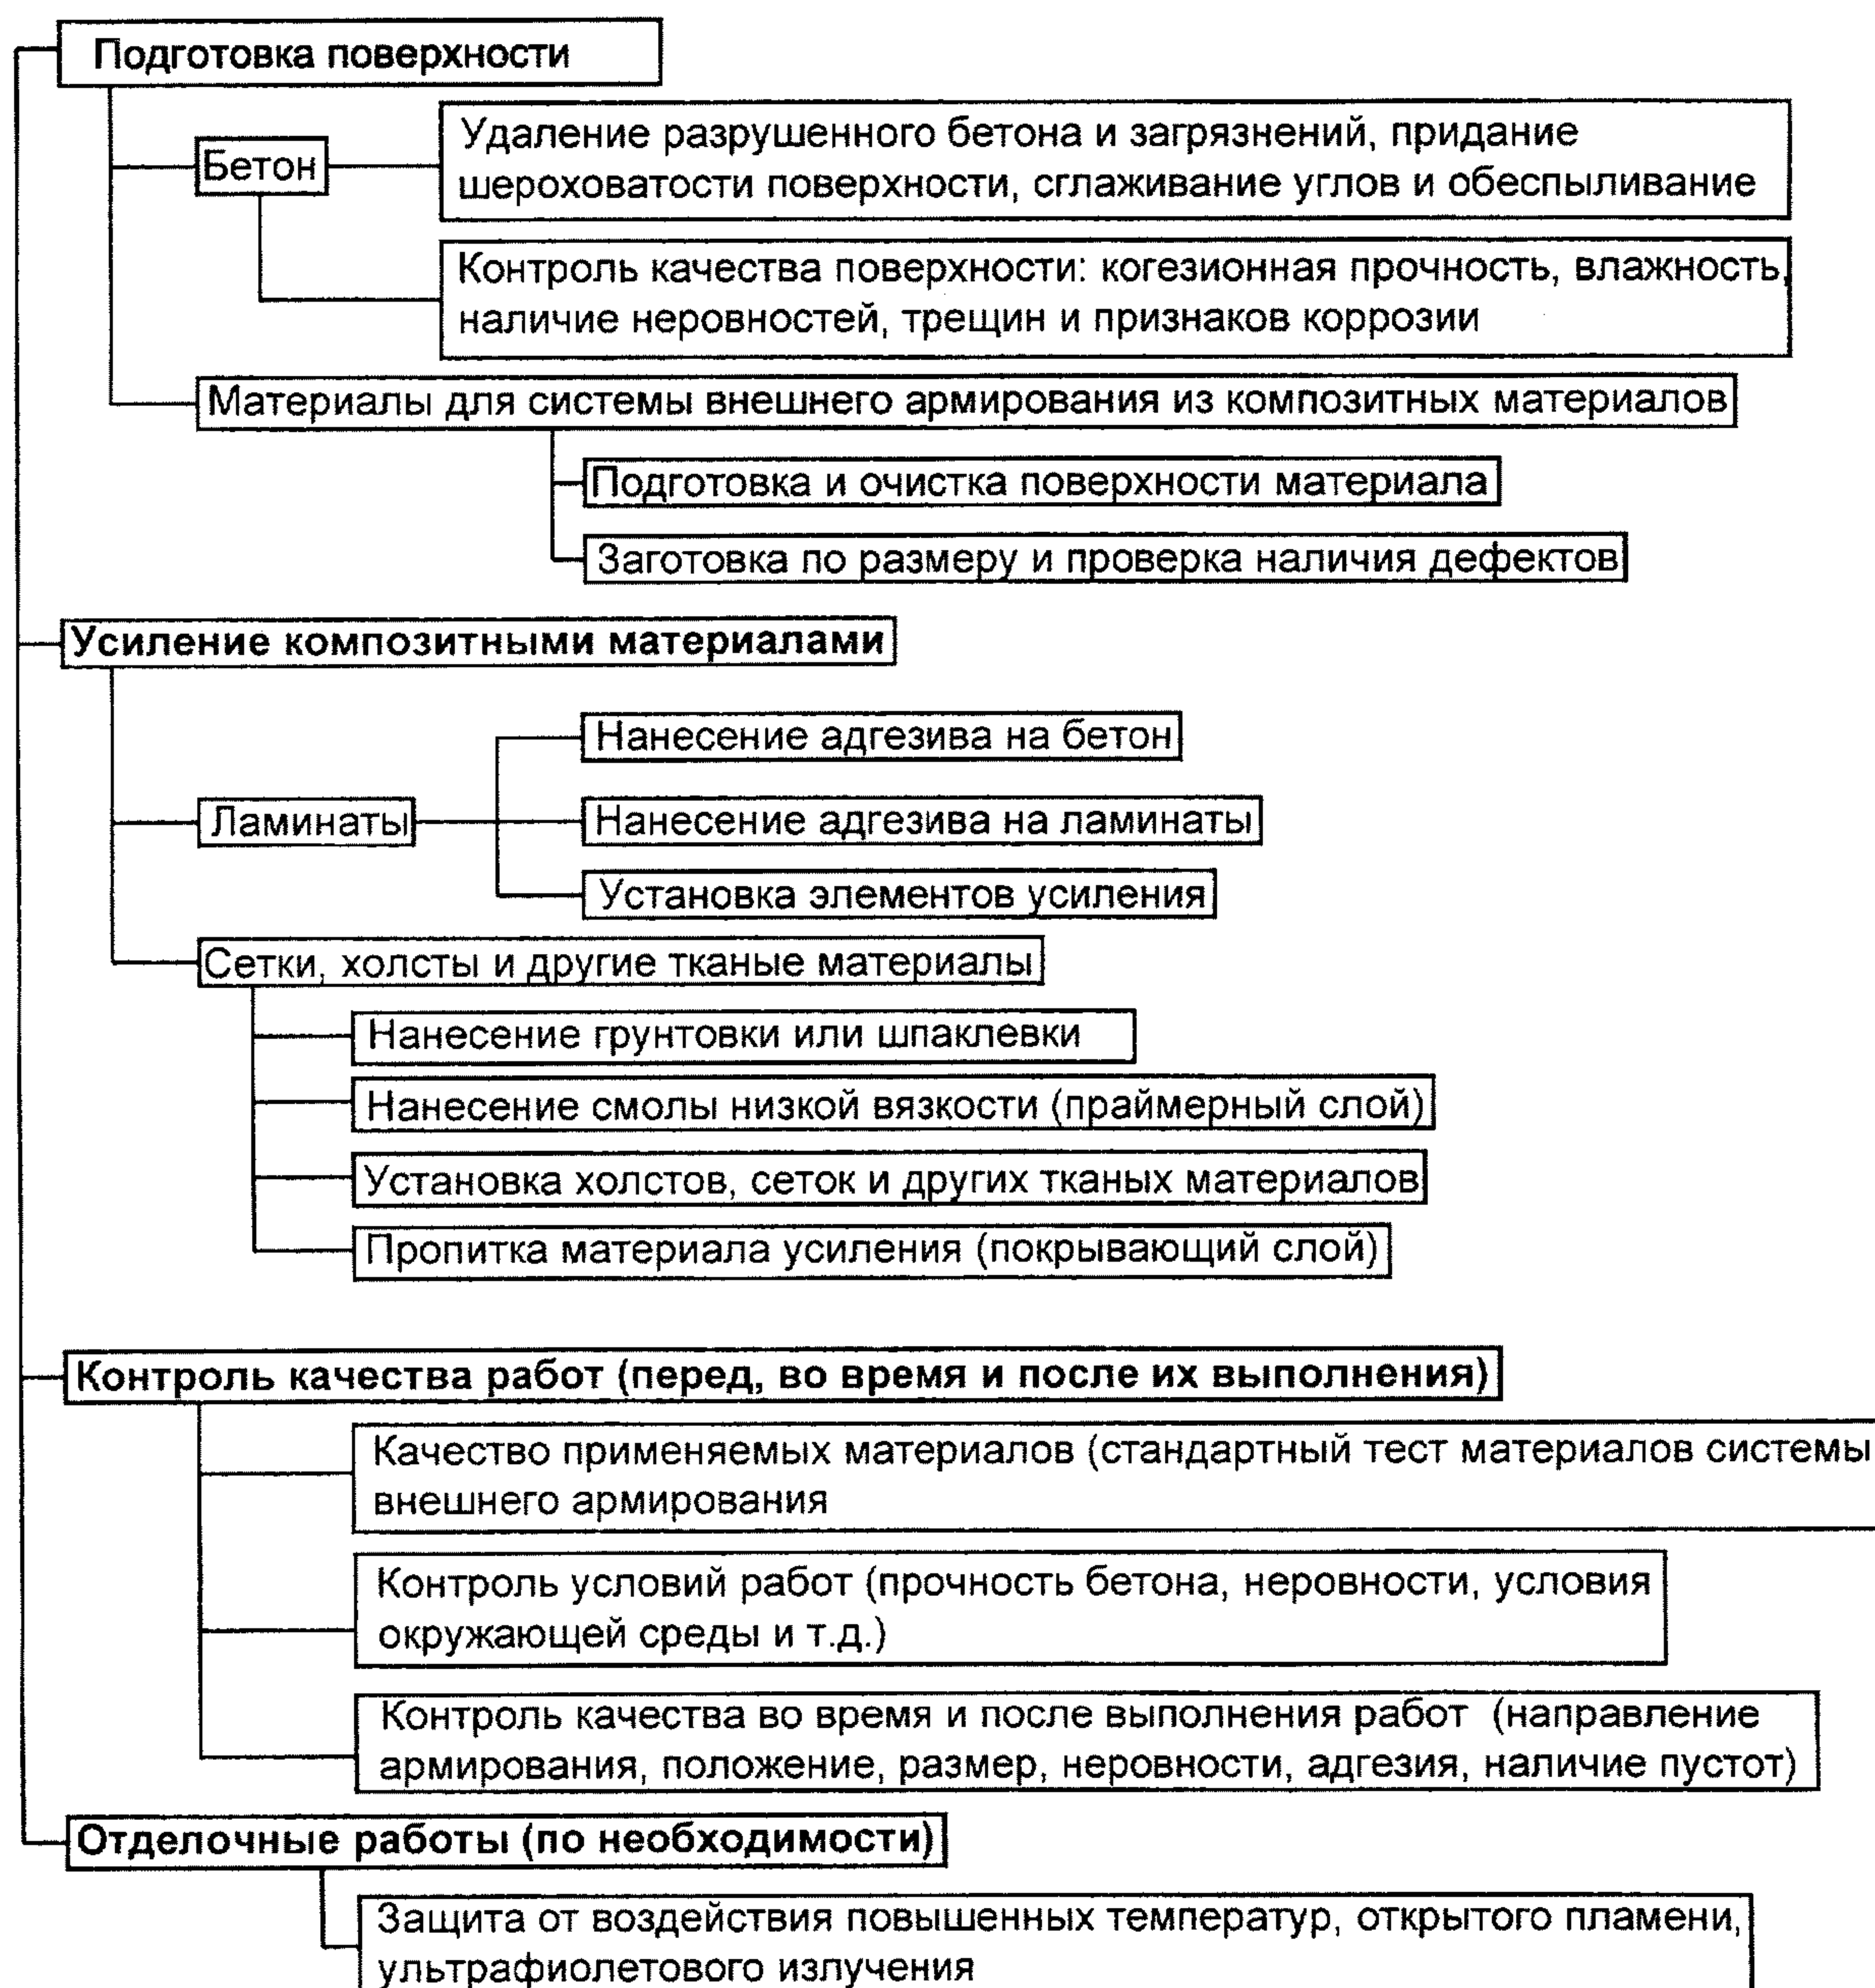 Подготовка поверхности
Бетон
Удаление разрушенного бетона и загрязнений, придание
шероховатости поверхности, сглаживание углов и обеспыливание
Контроль качества поверхности: когезионная прочность, влажность,
наличие неровностей, трещин и признаков коррозии
Материалы для системы внешнего армирования из композитных материалов
Подготовка и очистка поверхности материала
Заготовка по размеру и проверка наличия дефектов
Усиление композитными материалами
Нанесение адгезива на бетон
Ламинаты
Нанесение адгезива на ламинаты
Установка элементов усиления
Сетки, холсты и другие тканые материалы
Нанесение грунтовки или шпаклевки
Нанесение смолы низкой вязкости (праймерный слой)
Установка холстов, сеток и других тканых материалов
Пропитка материала усиления (покрывающий слой)
Контроль качества работ (перед, во время и после их выполнения)
Качество применяемых материалов (стандартный тест материалов системы
внешнего армирования
Контроль условий работ (прочность бетона, неровности, условия
окружающей среды и т.д.)
Контроль качества во время и после выполнения работ (направление
армирования, положение, размер, неровности, адгезия, наличие пустот)
Отделочные работы (по необходимости)
Защита от воздействия повышенных температур, открытого пламени,
ультрафиолетового излучения